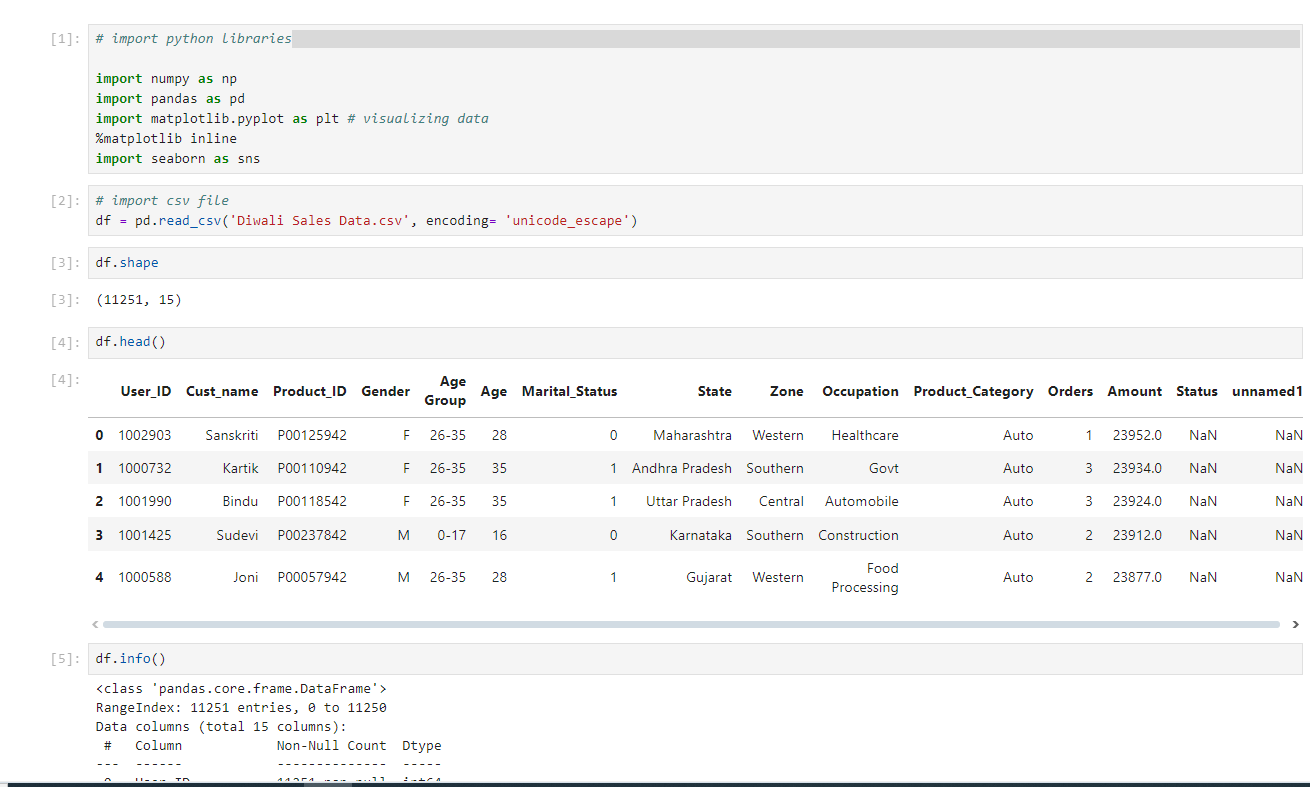 [1]: # import python libraries
import numpy as np
import pandas as pd
import matplotlib.pyplot as plt # visualizing data
%matplotlib inline
import seaborn as sns
[2]: # import csv file
df = pd.read_csv('Diwali Sales Data.csv', encoding= 'unicode_escape')
[3]: df.shape
[3]: (11251, 15)
[4]: df.head()
[4]:
User_ID Cust_name Product_ID Gender Age Group Age Marital_Status State Zone Occupation Product_Category Orders Amount Status unnamed1
0 1002903 Sanskriti P00125942 F 26-35 28 0 Maharashtra Western Healthcare Auto 1 23952.0 NaN NaN
1 1000732 Kartik P00110942 F 26-35 35 1 Andhra Pradesh Southern Govt Auto 3 23934.0 NaN NaN
2 1001990 Bindu P00118542 F 26-35 35 1 Uttar Pradesh Central Automobile Auto 3 23924.0 NaN NaN
3 1001425 Sudevi P00237842 M 0-17 16 0 Karnataka Southern Construction Auto 2 23912.0 NaN NaN
4 1000588 Joni P00057942 M 26-35 28 1 Gujarat Western Food Processing Auto 2 23877.0 NaN NaN
[5]: df.info()
<class 'pandas.core.frame.DataFrame'>
RangeIndex: 11251 entries, 0 to 11250
Data columns (total 15 columns):
# Column Non-Null Count Dtype
--- ------ -------------- -----